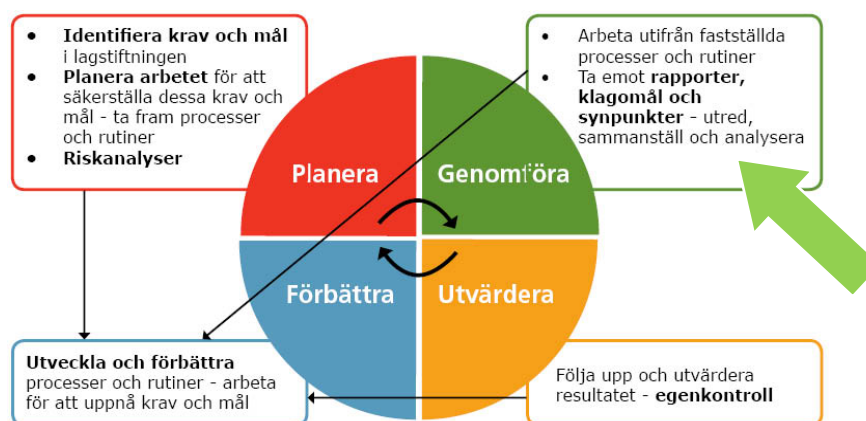 ● Identifiera krav och mål
i lagstiftningen
● Planera arbetet för att
säkerställa dessa krav och
mål - ta fram processer
och rutiner
● Riskanalyser
• Arbeta utifrån fastställda
processer och rutiner
• Ta emot rapporter,
klagomål och
synpunkter - utred,
sammanställ och analysera
Planera
Genomföra
Förbättra
Utvärdera
Utveckla och förbättra
processer och rutiner - arbeta
för att uppnå krav och mål
Följa upp och utvärdera
resultatet - egenkontroll